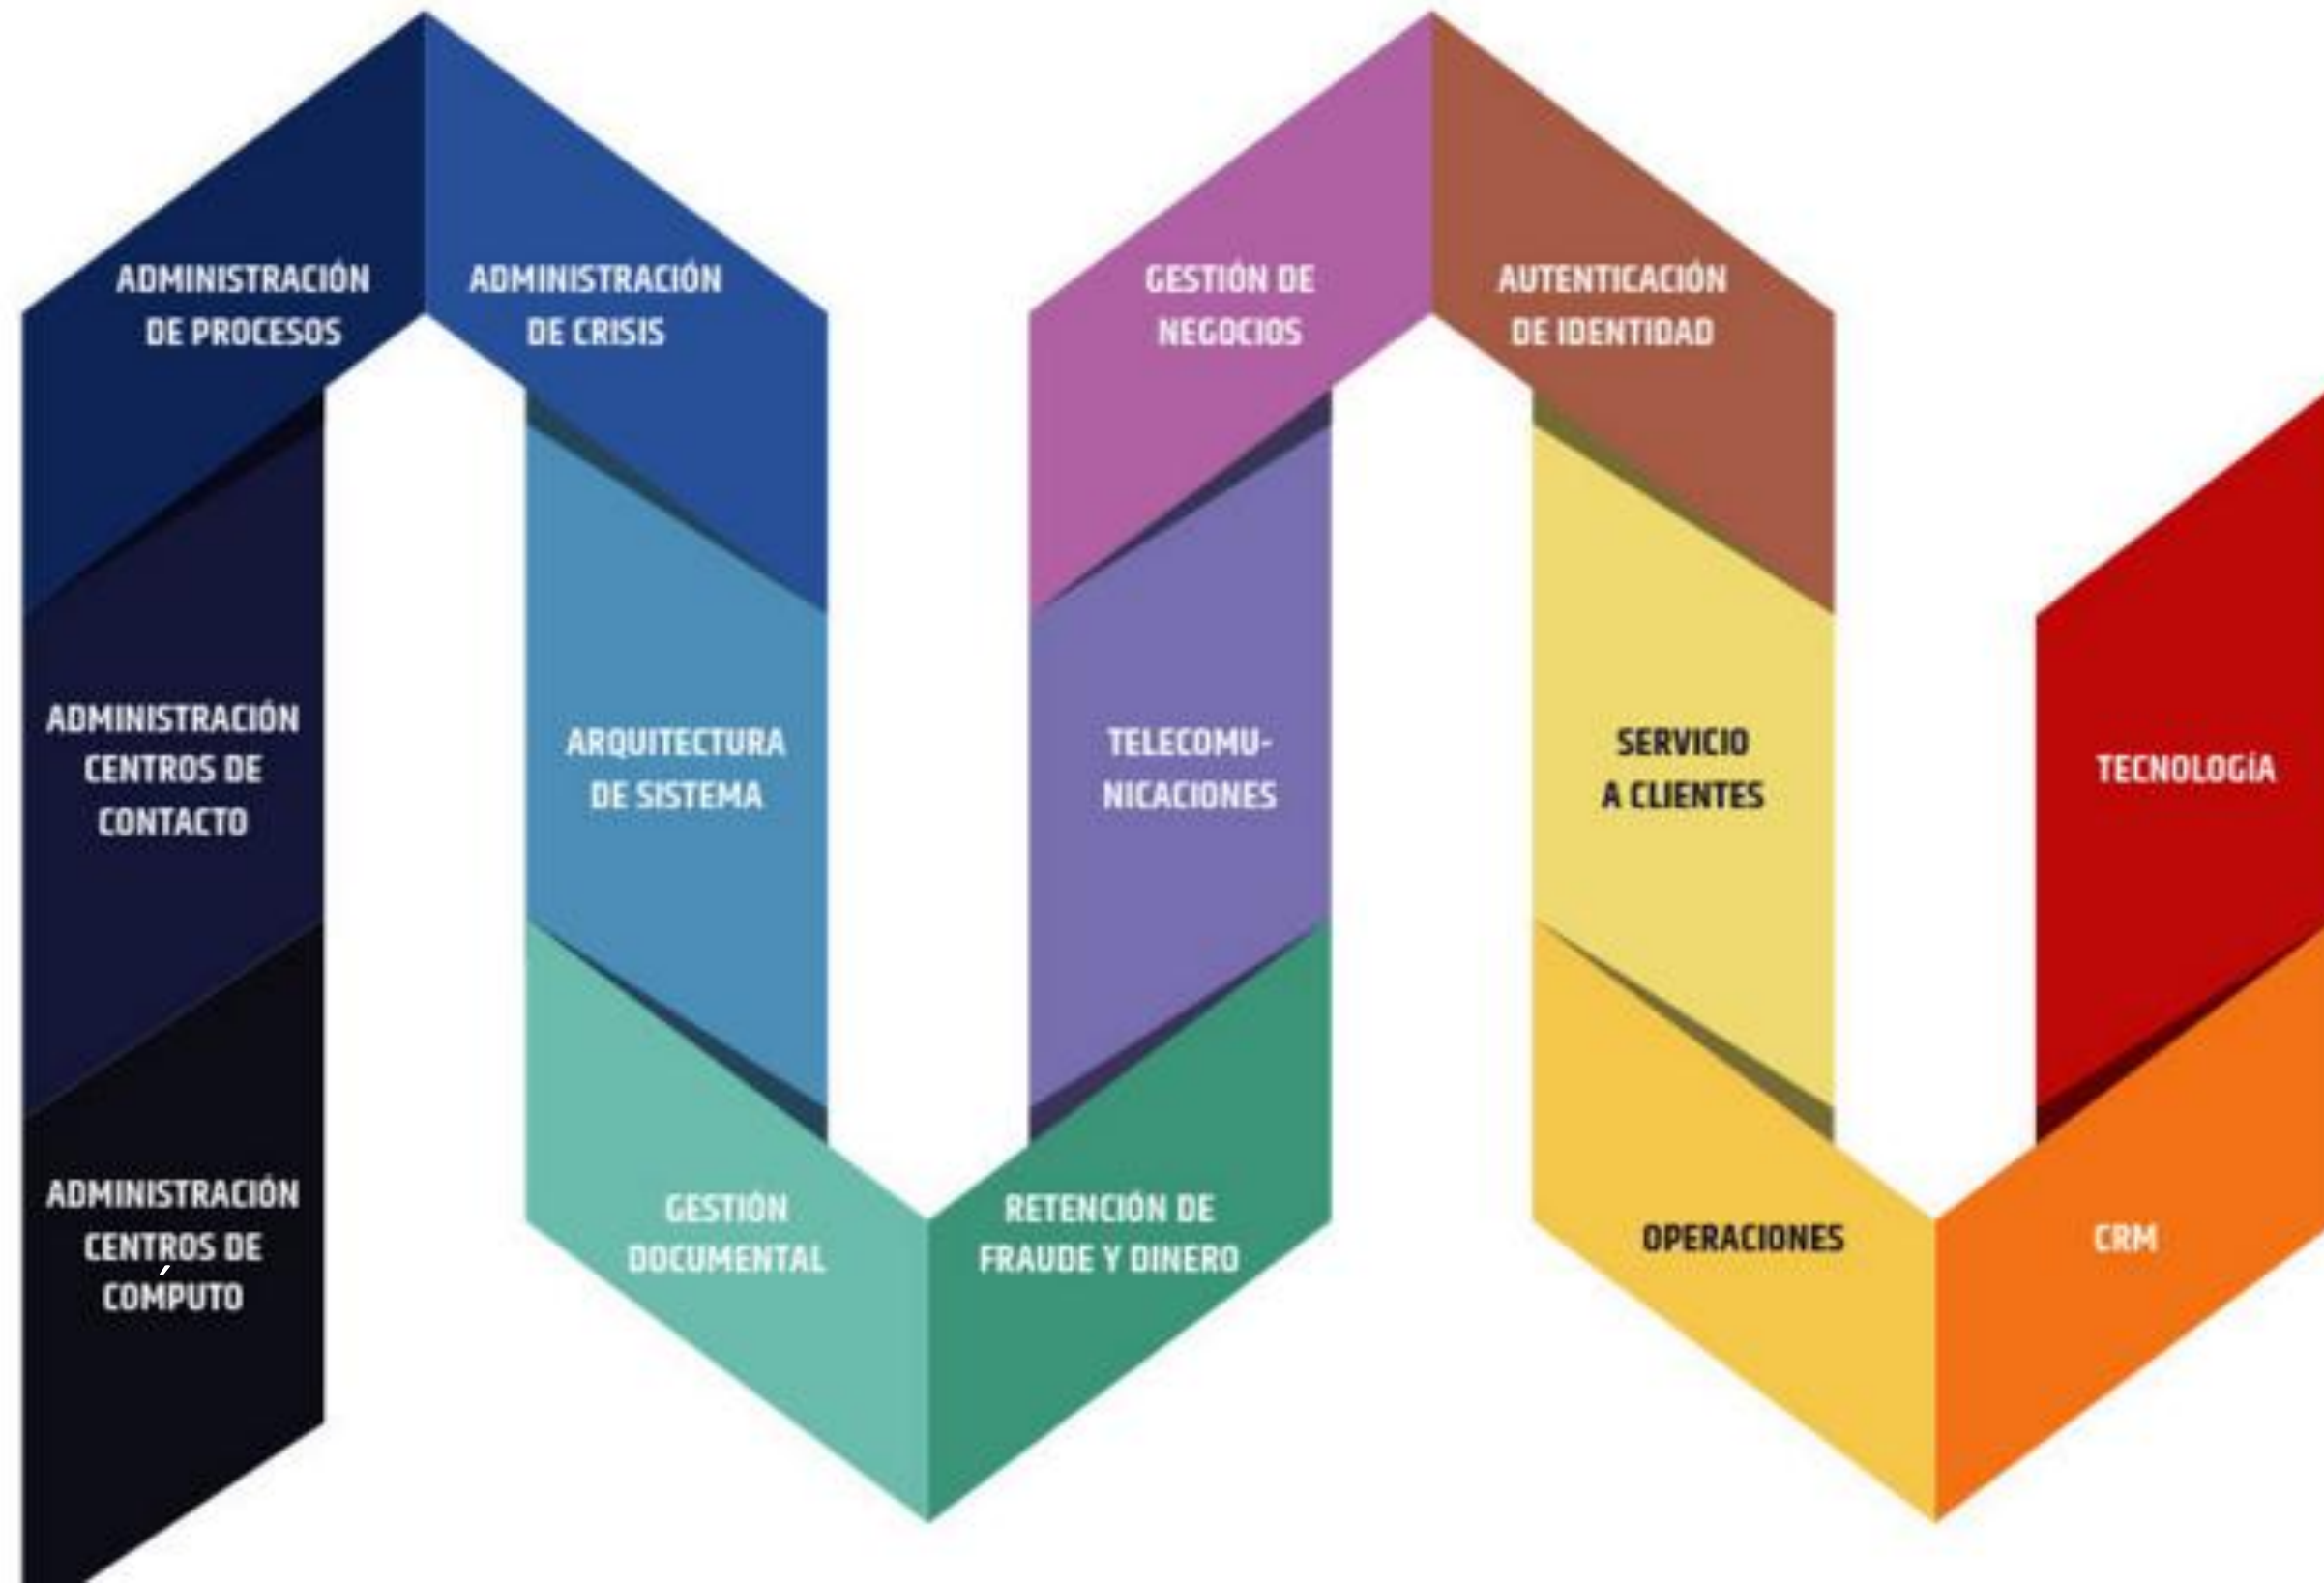 ADMINISTRACIÓN
DE PROCESOS
ADMINISTRACIÓN
DE CRISIS
GESTIÓN DE
NEGOCIOS
AUTENTICACIÓN
DE IDENTIDAD
ADMINISTRACIÓN
CENTROS DE
CONTACTO
ARQUITECTURA
DE SISTEMA
TELECOMU-
NICACIONES
SERVICIO
A CLIENTES
TECNOLOGÍA
ADMINISTRACIÓN
CENTROS DE
CÓMPUTO
GESTIÓN
DOCUMENTAL
RETENCIÓN DE
FRAUDE Y DINERO
OPERACIONES
CRM